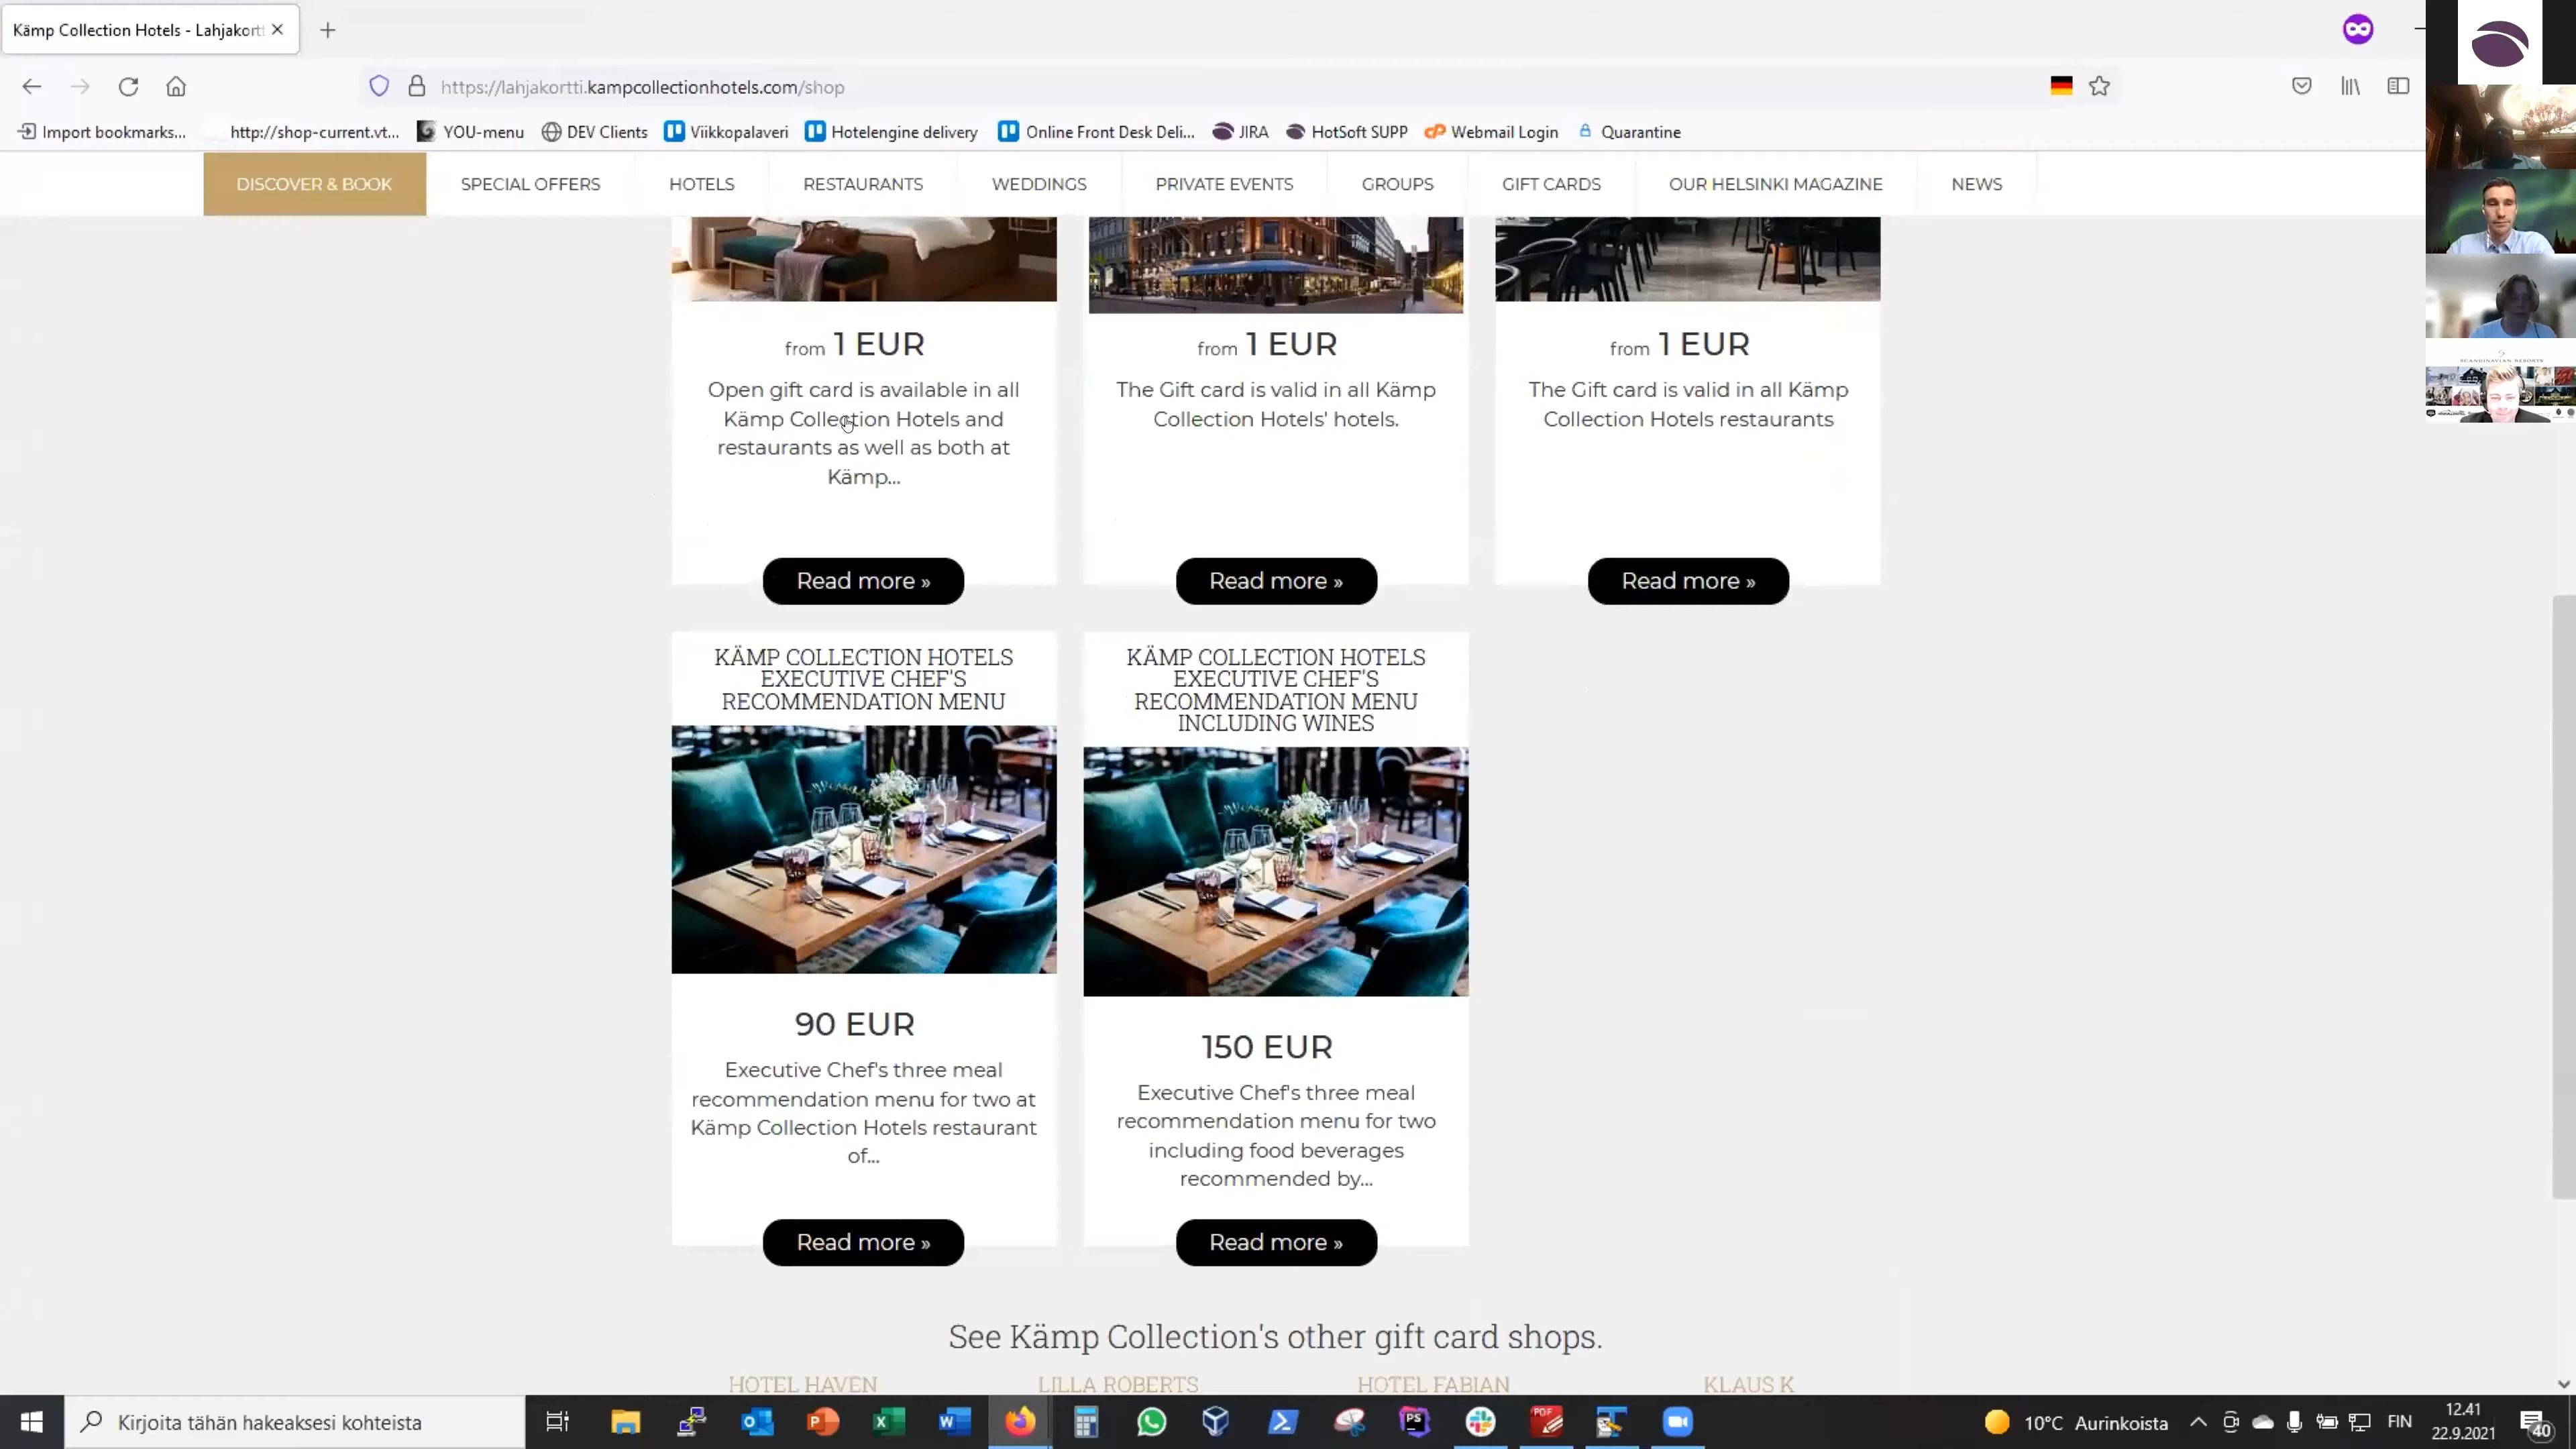 Kämp Collection Hotels - Lahjakort
https://lahjakortti.kampcollectionhotels.com/shop
Import bookmarks...
http://shop-current.vt...
YOU-menu
DEV Clients
Viikkopalaveri
Hotelengine delivery
Online Front Desk Deli...
JIRA
HotSoft SUPP
Webmail Login
Quarantine
DISCOVER & BOOK
SPECIAL OFFERS
HOTELS
RESTAURANTS
WEDDINGS
PRIVATE EVENTS
GROUPS
GIFT CARDS
OUR HELSINKI MAGAZINE
NEWS
from 1 EUR
Open gift card is available in all
Kämp Collection Hotels and
restaurants as well as both at
Kämp...
Read more »
from 1 EUR
The Gift card is valid in all Kämp
Collection Hotels' hotels.
Read more »
from 1 EUR
The Gift card is valid in all Kämp
Collection Hotels restaurants
Read more »
KÄMP COLLECTION HOTELS
EXECUTIVE CHEF'S
RECOMMENDATION MENU
90 EUR
Executive Chef's three meal
recommendation menu for two at
Kämp Collection Hotels restaurant
of...
Read more »
KÄMP COLLECTION HOTELS
EXECUTIVE CHEF'S
RECOMMENDATION MENU
INCLUDING WINES
150 EUR
Executive Chef's three meal
recommendation menu for two
including food beverages
recommended by...
Read more »
See Kämp Collection's other gift card shops.
HOTEL HAVEN
LILLA ROBERTS
HOTEL FABIAN
KLAUS K
SCANDINAVIAN RESORTS
Kirjoita tähän hakeaksesi kohteista
PS
PDF
10°C Aurinkoista
FIN
12.41
22.9.2021
40